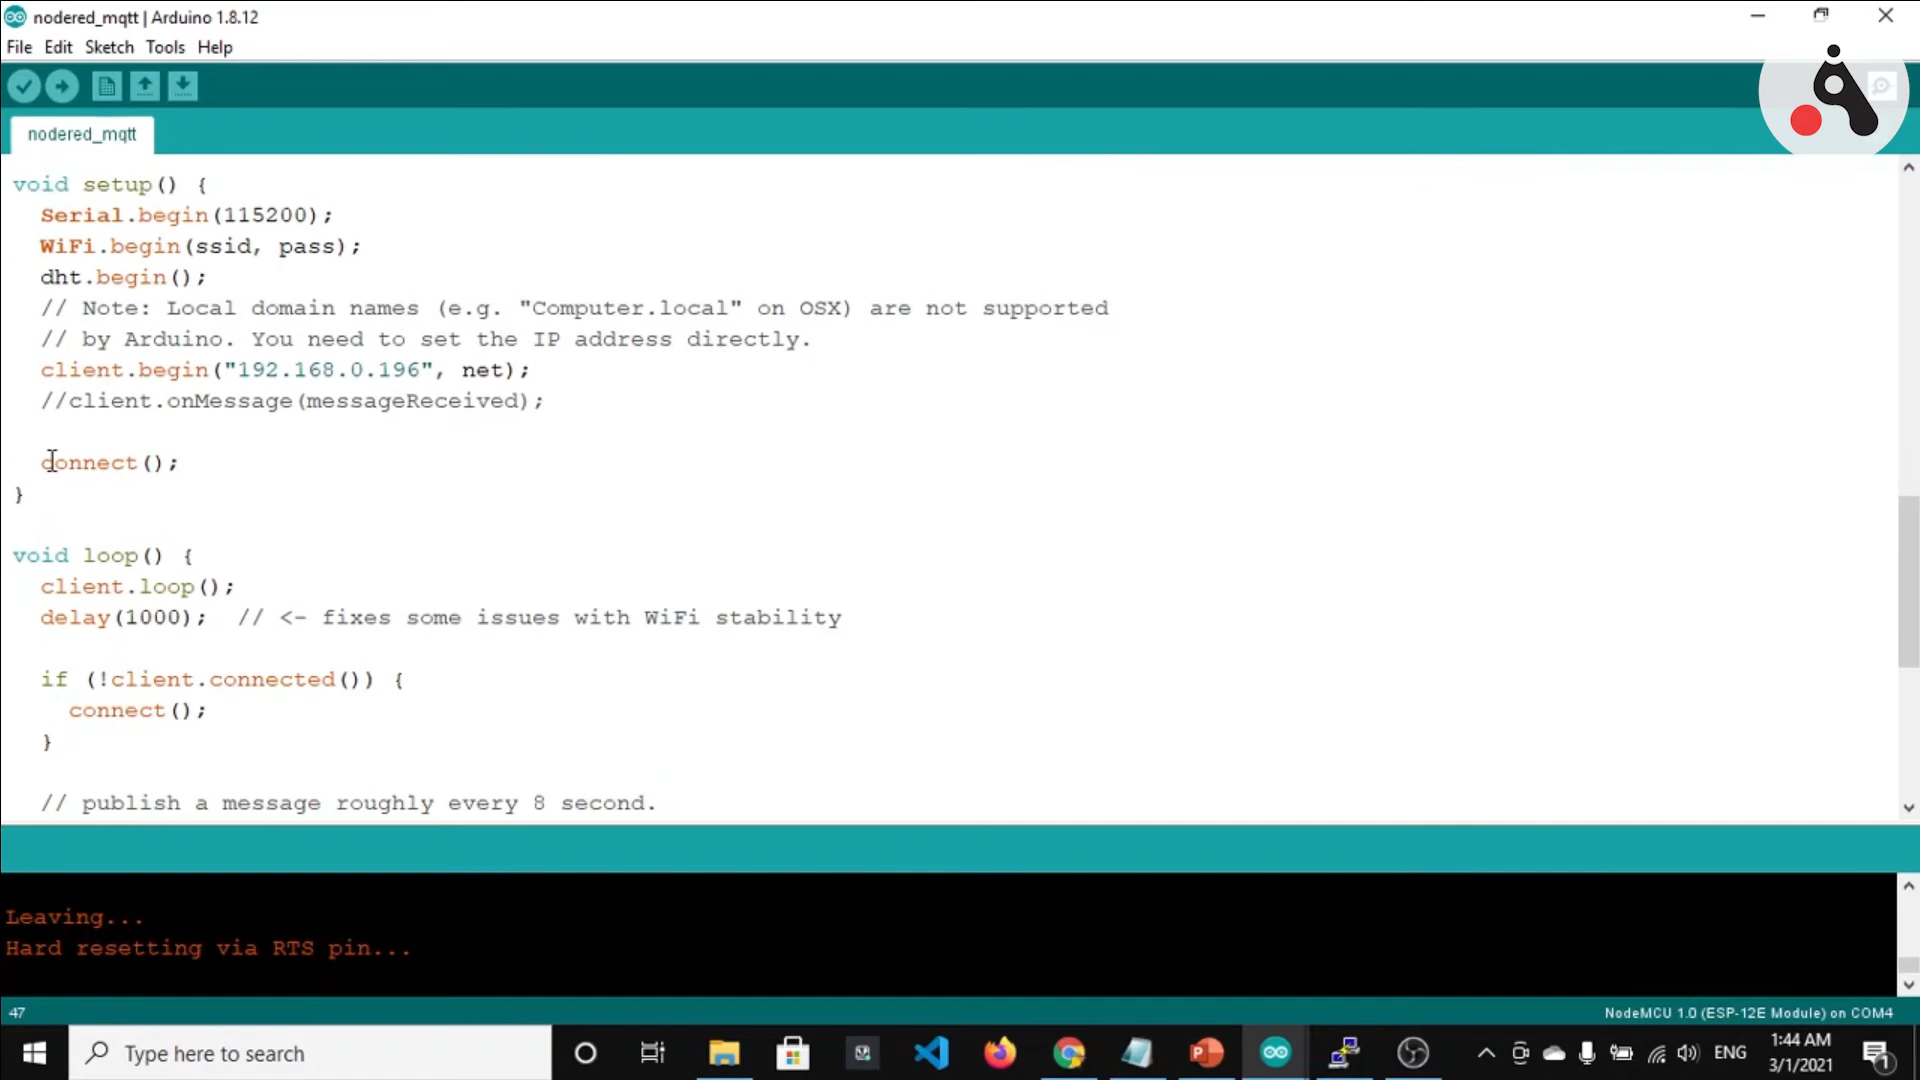 nodered_mqtt | Arduino 1.8.12
File Edit Sketch Tools Help
nodered_mqtt
void setup() {
  Serial.begin(115200);
  WiFi.begin(ssid, pass);
  dht.begin();
  // Note: Local domain names (e.g. "Computer.local" on OSX) are not supported
  // by Arduino. You need to set the IP address directly.
  client.begin("192.168.0.196", net);
  //client.onMessage(messageReceived);
  connect();
}
void loop() {
  client.loop();
  delay(1000);  // <- fixes some issues with WiFi stability
  if (!client.connected()) {
    connect();
  }
  // publish a message roughly every 8 second.
Leaving...
Hard resetting via RTS pin...
47
NodeMCU 1.0 (ESP-12E Module) on COM4
Type here to search
ENG
1:44 AM
3/1/2021
1